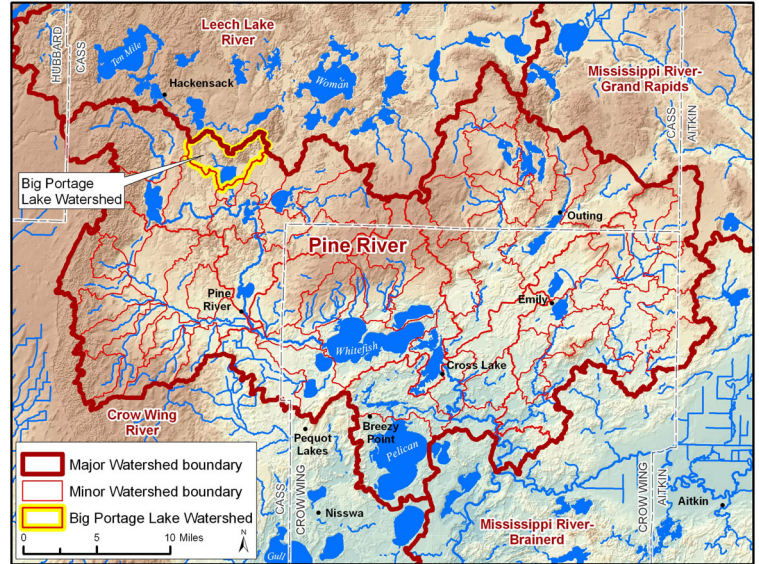 Leech Lake
River
HUBBARD
CASS
Ten Mile
Hackensack
Woman
Mississippi River-
Grand Rapids
CASS
AITKIN
Big Portage
Lake Watershed
Outing
Pine River
Pine
River
Emily
Whitefish
Cross Lake
Crow Wing
River
Pequot
Lakes
Breezy
Point
Pelican
Major Watershed boundary
Minor Watershed boundary
Big Portage Lake Watershed
0 5 10 Miles
N
CASS
CROW WING
Nisswa
Gull
Mississippi River-
Brainerd
CROW WING
AITKIN
Aitkin